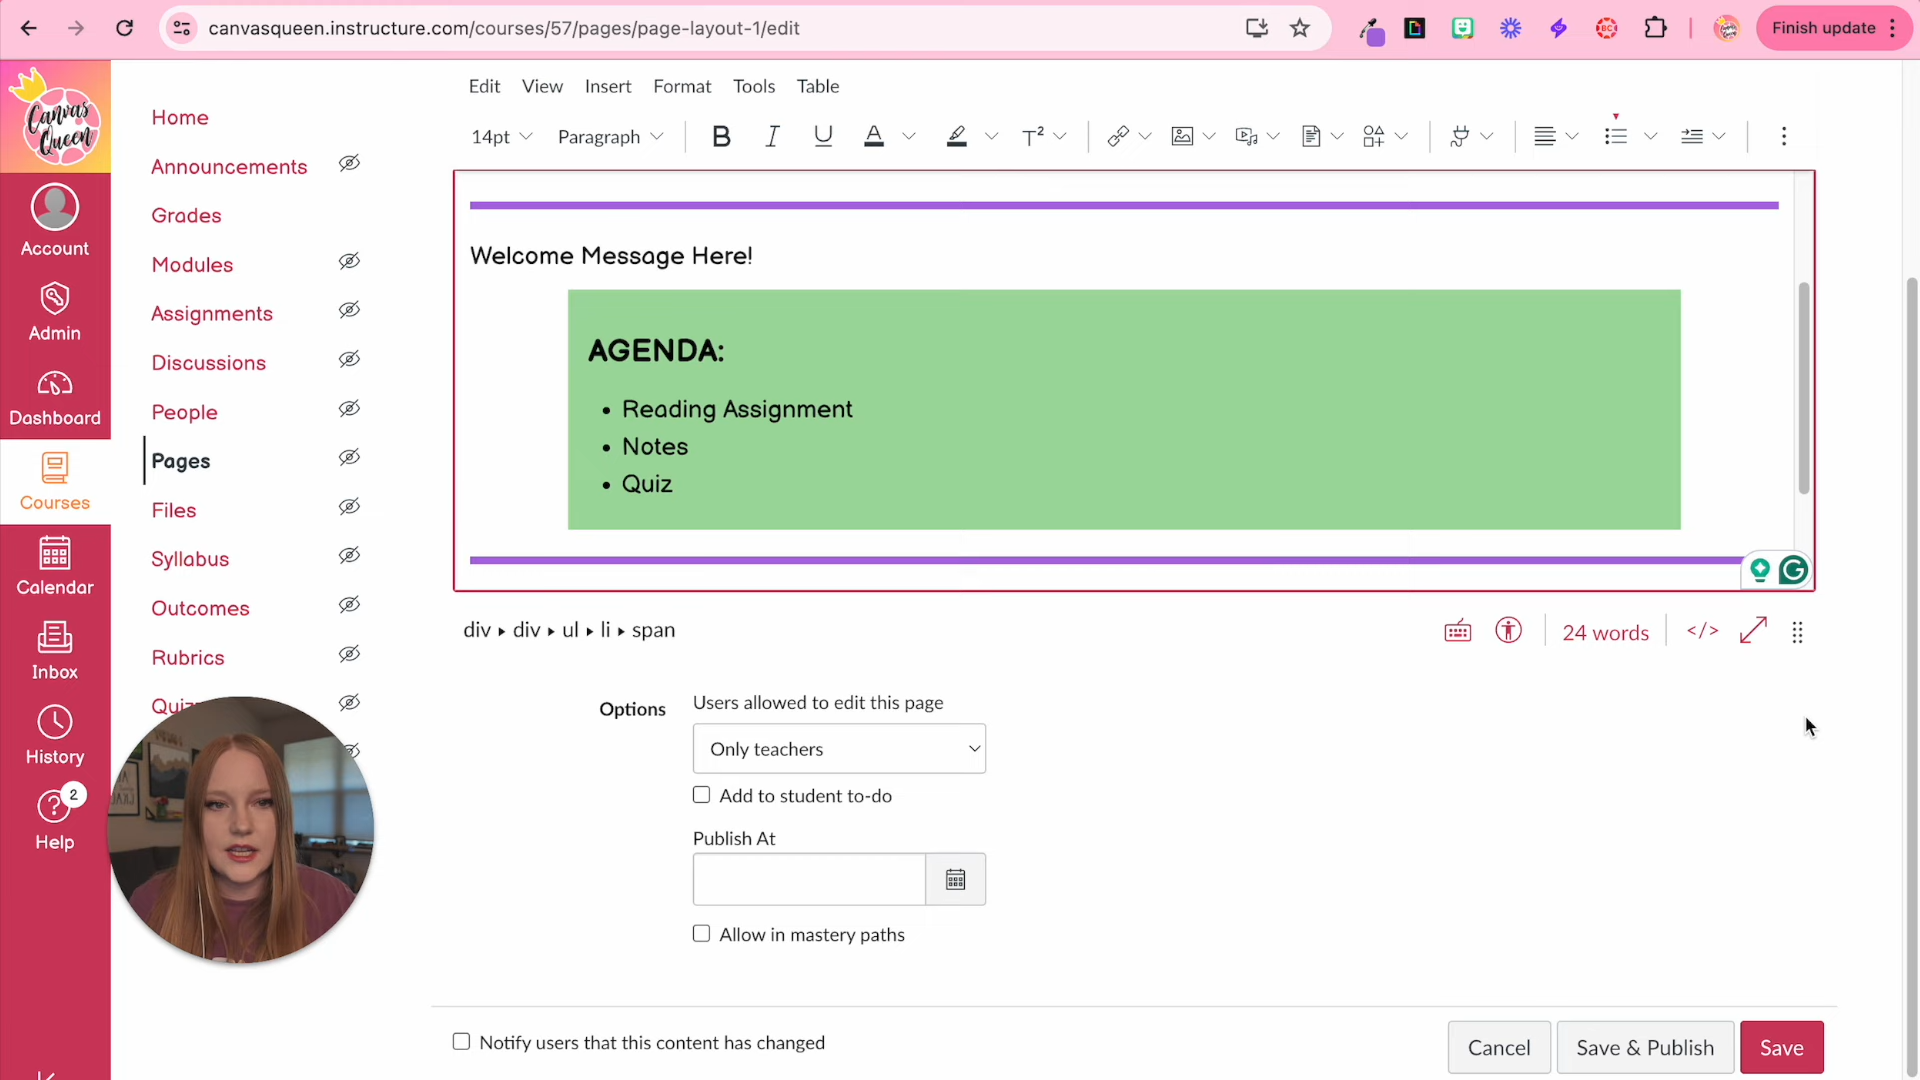 canvasqueen.instructure.com/courses/57/pages/page-layout-1/edit
Finish update
Canvas
Queen
Account
Admin
Dashboard
Courses
Calendar
Inbox
History
2
Help
Home
Announcements
Grades
Modules
Assignments
Discussions
People
Pages
Files
Syllabus
Outcomes
Rubrics
Edit View Insert Format Tools Table
14pt Paragraph B I U A T²
Welcome Message Here!
AGENDA:
• Reading Assignment
• Notes
• Quiz
div ▸ div ▸ ul ▸ li ▸ span
24 words </>
Options
Users allowed to edit this page
Only teachers
Add to student to-do
Publish At
Allow in mastery paths
Notify users that this content has changed
Cancel
Save & Publish
Save